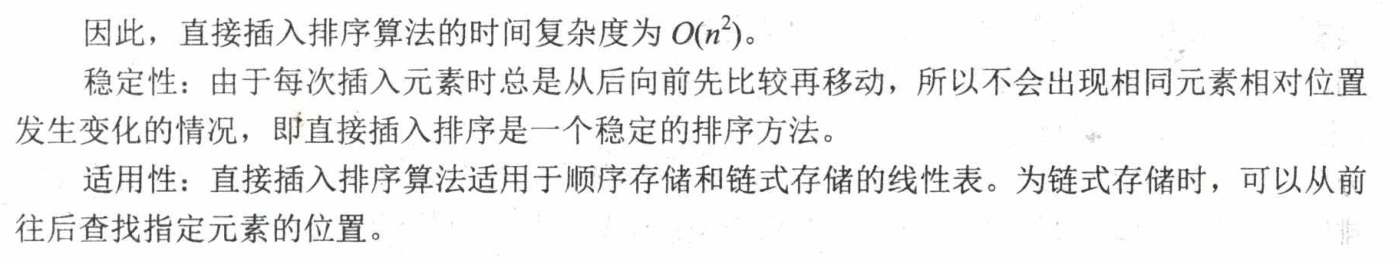 因此，直接插入排序算法的时间复杂度为 O(n²)。
稳定性：由于每次插入元素时总是从后向前先比较再移动，所以不会出现相同元素相对位置
发生变化的情况，即直接插入排序是一个稳定的排序方法。
适用性：直接插入排序算法适用于顺序存储和链式存储的线性表。为链式存储时，可以从前
往后查找指定元素的位置。